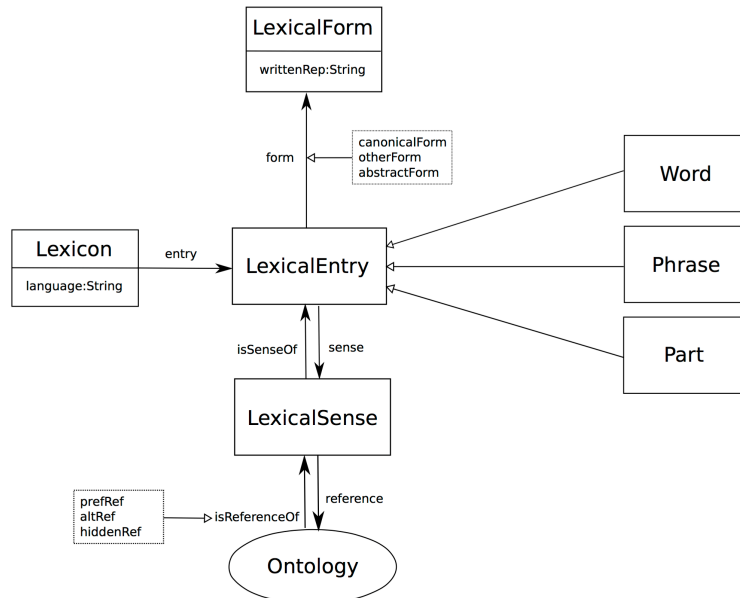 LexicalForm
writtenRep:String
form
canonicalForm
otherForm
abstractForm
Word
Lexicon
language:String
entry
LexicalEntry
Phrase
isSenseOf
sense
Part
LexicalSense
prefRef
altRef
hiddenRef
isReferenceOf
reference
Ontology